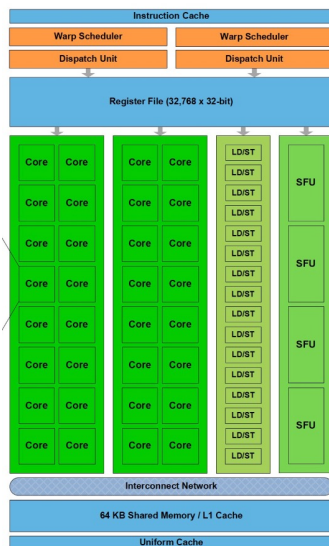 Instruction Cache
Warp Scheduler Warp Scheduler
Dispatch Unit Dispatch Unit
Register File (32,768 x 32-bit)
LD/ST
Core Core Core Core LD/ST
LD/ST SFU
Core Core Core Core LD/ST
LD/ST
Core Core Core Core LD/ST
LD/ST SFU
Core Core Core Core LD/ST
LD/ST
Core Core Core Core LD/ST
LD/ST SFU
Core Core Core Core LD/ST
LD/ST
Core Core Core Core LD/ST
LD/ST SFU
Core Core Core Core LD/ST
Interconnect Network
64 KB Shared Memory / L1 Cache
Uniform Cache